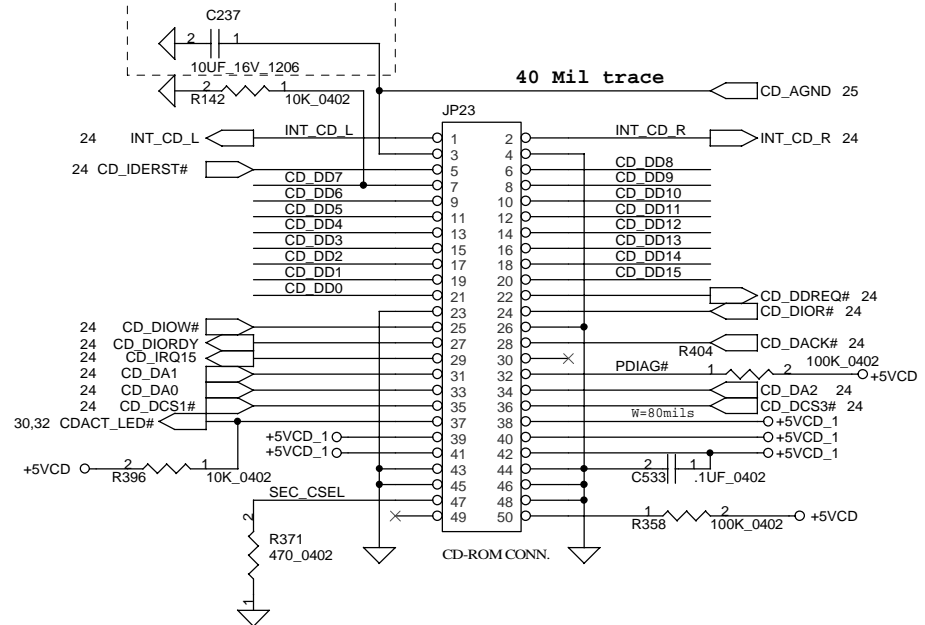 C237
2 1
10UF_16V_1206
2 1
R142 10K_0402
40 Mil trace
CD_AGND 25
JP23
24 INT_CD_L INT_CD_L 1 2 INT_CD_R INT_CD_R 24
3 4
24 CD_IDERST# 5 6 CD_DD8
CD_DD7 7 8 CD_DD9
CD_DD6 9 10 CD_DD10
CD_DD5 11 12 CD_DD11
CD_DD4 13 14 CD_DD12
CD_DD3 15 16 CD_DD13
CD_DD2 17 18 CD_DD14
CD_DD1 19 20 CD_DD15
CD_DD0 21 22 CD_DDREQ# 24
23 24 CD_DIOR# 24
24 CD_DIOW# 25 26
24 CD_DIORDY 27 28 R404 CD_DACK# 24
24 CD_IRQ15 29 30 100K_0402
24 CD_DA1 31 32 PDIAG# 1 2 +5VCD
24 CD_DA0 33 34 CD_DA2 24
24 CD_DCS1# 35 36 CD_DCS3# 24
W=80mils
30,32 CDACT_LED# 37 38 +5VCD_1
+5VCD_1 39 40 +5VCD_1
+5VCD_1 41 42 +5VCD_1
+5VCD 2 1 43 44 2 1
R396 10K_0402 45 46 C533 .1UF_0402
SEC_CSEL 47 48
49 50 1 2 +5VCD
R358 100K_0402
2
R371
470_0402
1
CD-ROM CONN.